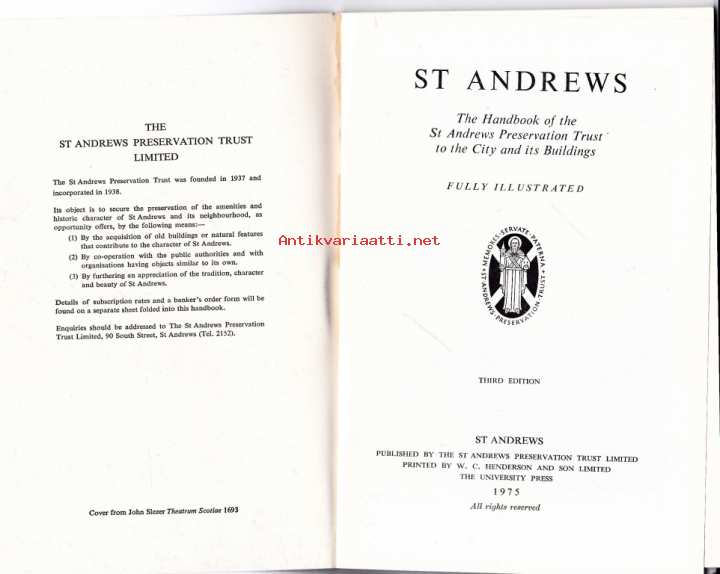 THE
ST ANDREWS PRESERVATION TRUST
LIMITED
The St Andrews Preservation Trust was founded in 1937 and
incorporated in 1938.
Its object is to secure the preservation of the amenities and
historic character of St Andrews and its neighbourhood, as
opportunity offers, by the following means:—
(1) By the acquisition of old buildings or natural features
that contribute to the character of St Andrews.
(2) By co-operation with the public authorities and with
organisations having objects similar to its own.
(3) By furthering an appreciation of the tradition, character
and beauty of St Andrews.
Details of subscription rates and a banker's order form will be
found on a separate sheet folded into this handbook.
Enquiries should be addressed to The St Andrews Preservation
Trust Limited, 90 South Street, St Andrews (Tel. 2152).
Cover from John Slezer Theatrum Scotiae 1693
Antikvariaatti.net
ST ANDREWS
The Handbook of the
St Andrews Preservation Trust
to the City and its Buildings
FULLY ILLUSTRATED
MEMORES·SERVATE·PATERNA
ST·ANDREWS·PRESERVATION·TRUST
THIRD EDITION
ST ANDREWS
PUBLISHED BY THE ST ANDREWS PRESERVATION TRUST LIMITED
PRINTED BY W. C. HENDERSON AND SON LIMITED
THE UNIVERSITY PRESS
1975
All rights reserved